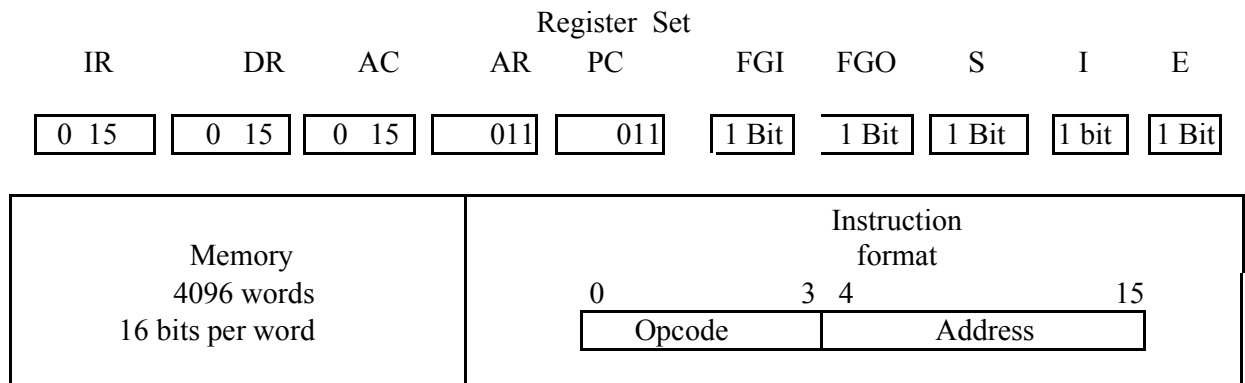 Register Set
IR DR AC AR PC FGI FGO S I E
0 15 0 15 0 15 011 011 1 Bit 1 Bit 1 Bit 1 bit 1 Bit
Memory
4096 words
16 bits per word
Instruction
format
0 3 4 15
Opcode Address